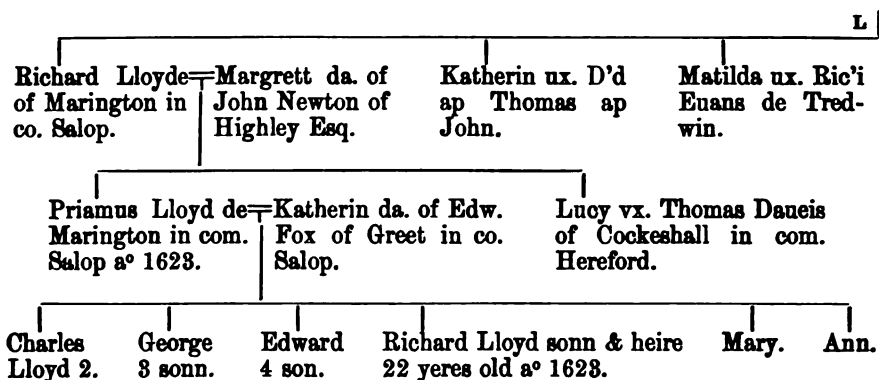 L
Richard Lloyde=Margrett da. of
of Marington in John Newton of
co. Salop. Highley Esq.
Katherin ux. D'd
ap Thomas ap
John.
Matilda ux. Ric'i
Euans de Tred-
win.
Priamus Lloyd de=Katherin da. of Edw.
Marington in com. Fox of Greet in co.
Salop aº 1623. Salop.
Lucy vx. Thomas Daueis
of Cockeshall in com.
Hereford.
Charles
Lloyd 2.
George
3 sonn.
Edward
4 son.
Richard Lloyd sonn & heire
22 yeres old aº 1623.
Mary.
Ann.